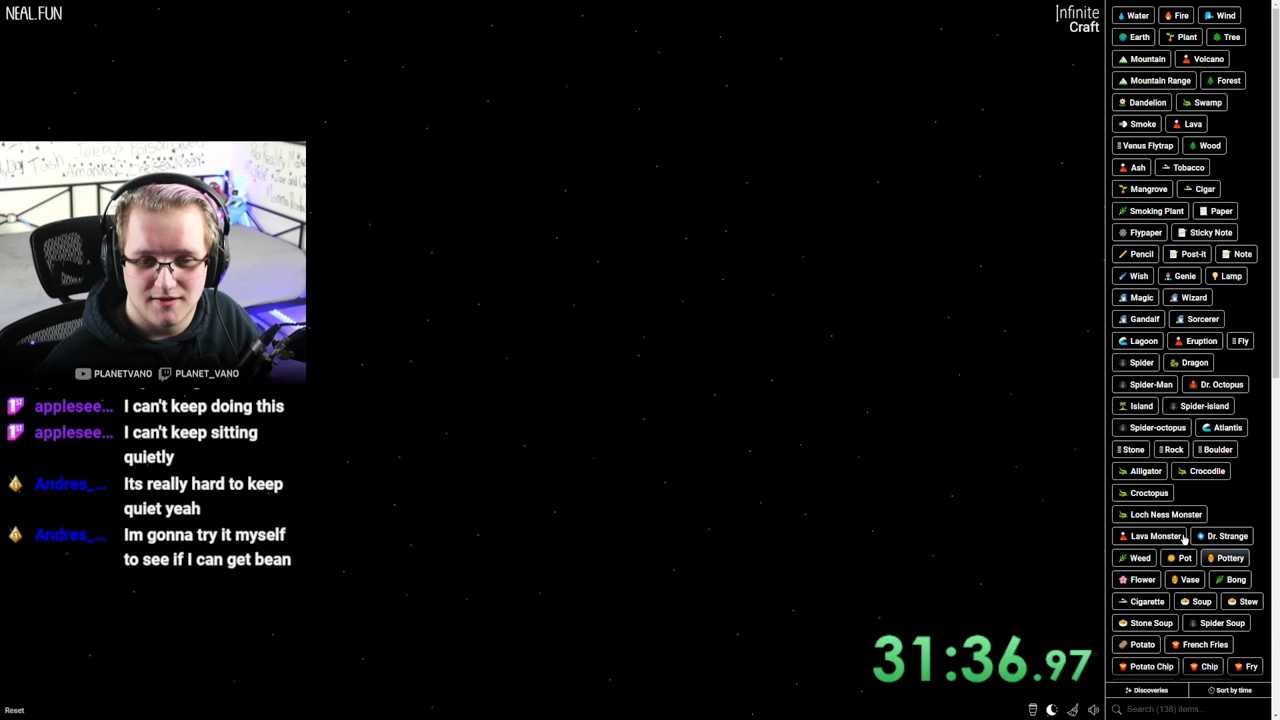 NEAL.FUN
Infinite
Craft
Water Fire Wind
Earth Plant Tree
Mountain Volcano
Mountain Range Forest
Dandelion Swamp
Smoke Lava
Venus Flytrap Wood
Ash Tobacco
Mangrove Cigar
Smoking Plant Paper
Flypaper Sticky Note
Pencil Post-it Note
Wish Genie Lamp
Magic Wizard
Gandalf Sorcerer
Lagoon Eruption Fly
Spider Dragon
Spider-Man Dr. Octopus
Island Spider-island
Spider-octopus Atlantis
Stone Rock Boulder
Alligator Crocodile
Croctopus
Loch Ness Monster
Lava Monster Dr. Strange
Weed Pot Pottery
Flower Vase Bong
Cigarette Soup Stew
Stone Soup Spider Soup
Potato French Fries
Potato Chip Chip Fry
Discoveries Sort by time
Search (138) items...
PLANETVANO PLANET_VANO
applesee... I can't keep doing this
applesee... I can't keep sitting
quietly
Andres_... Its really hard to keep
quiet yeah
Andres_... Im gonna try it myself
to see if I can get bean
31:36.97
Reset